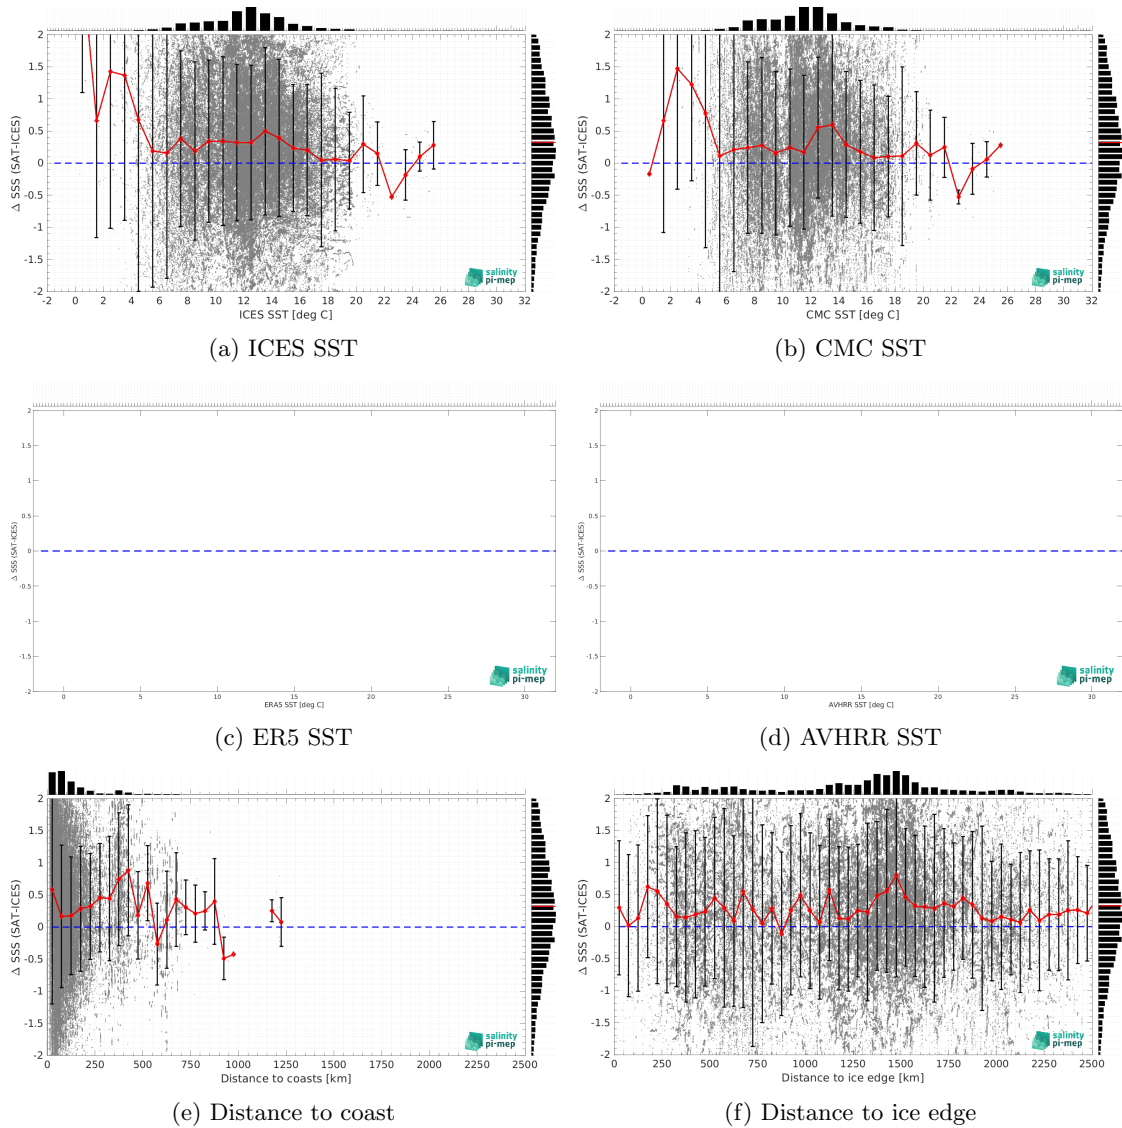 2
1.5
1
0.5
0
-0.5
-1
-1.5
-2
Δ SSS (SAT-ICES)
-2 0 2 4 6 8 10 12 14 16 18 20 22 24 26 28 30 32
ICES SST [deg C]
salinity
pi-mep
(a) ICES SST
2
1.5
1
0.5
0
-0.5
-1
-1.5
-2
Δ SSS (SAT-ICES)
-2 0 2 4 6 8 10 12 14 16 18 20 22 24 26 28 30 32
CMC SST [deg C]
salinity
pi-mep
(b) CMC SST
2
1.5
1
0.5
0
-0.5
-1
-1.5
-2
Δ SSS (SAT-ICES)
0 5 10 15 20 25 30
ERA5 SST [deg C]
salinity
pi-mep
(c) ER5 SST
2
1.5
1
0.5
0
-0.5
-1
-1.5
-2
Δ SSS (SAT-ICES)
0 5 10 15 20 25 30
AVHRR SST [deg C]
salinity
pi-mep
(d) AVHRR SST
2
1.5
1
0.5
0
-0.5
-1
-1.5
-2
Δ SSS (SAT-ICES)
0 250 500 750 1000 1250 1500 1750 2000 2250 2500
Distance to coasts [km]
salinity
pi-mep
(e) Distance to coast
2
1.5
1
0.5
0
-0.5
-1
-1.5
-2
Δ SSS (SAT-ICES)
0 250 500 750 1000 1250 1500 1750 2000 2250 2500
Distance to ice edge [km]
salinity
pi-mep
(f) Distance to ice edge